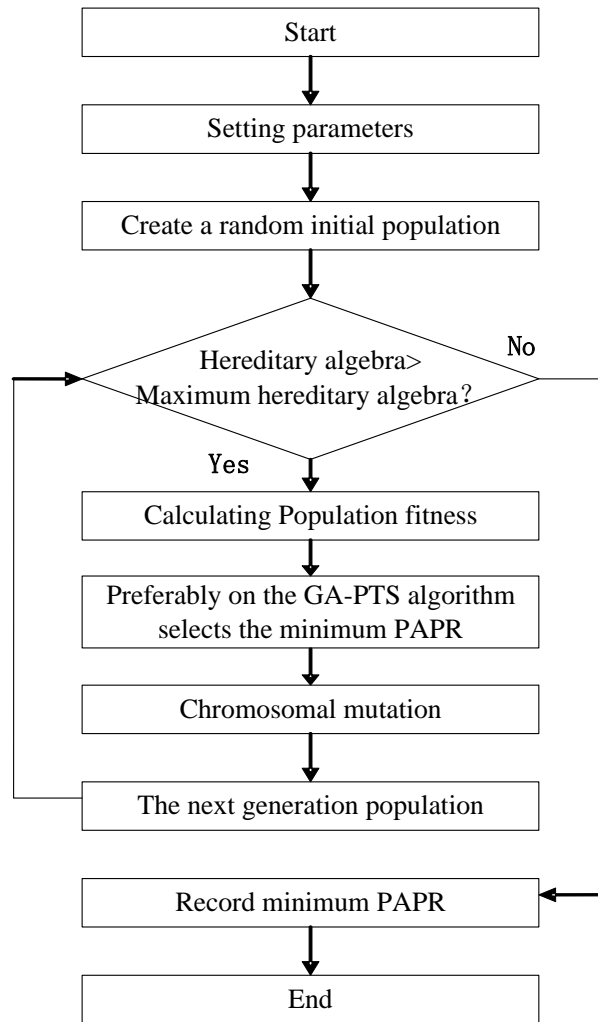 Start
Setting parameters
Create a random initial population
No
Hereditary algebra>
Maximum hereditary algebra?
Yes
Calculating Population fitness
Preferably on the GA-PTS algorithm
selects the minimum PAPR
Chromosomal mutation
The next generation population
Record minimum PAPR
End